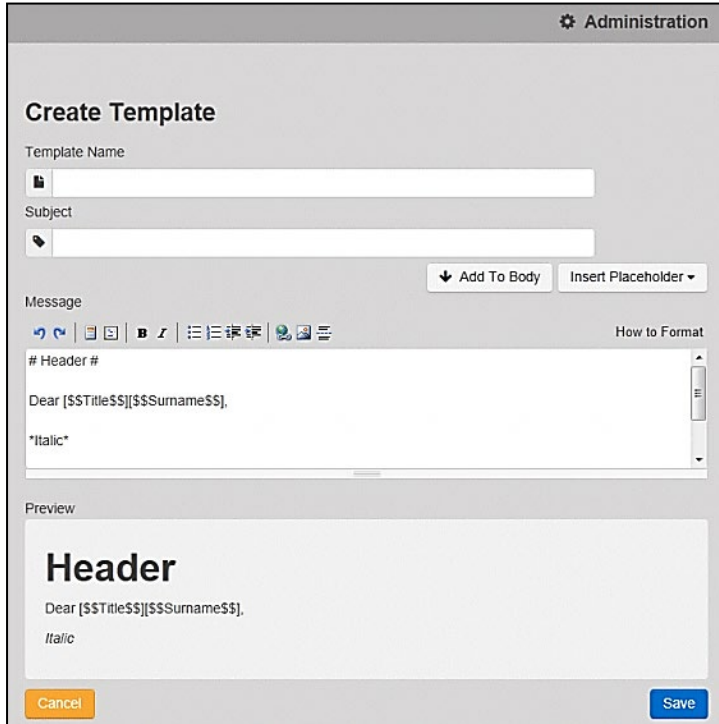 Administration
Create Template
Template Name
Subject
Add To Body Insert Placeholder
Message
B I How to Format
# Header #
Dear [$$Title$$][$$Surname$$],
*Italic*
Preview
Header
Dear [$$Title$$][$$Surname$$],
Italic
Cancel Save